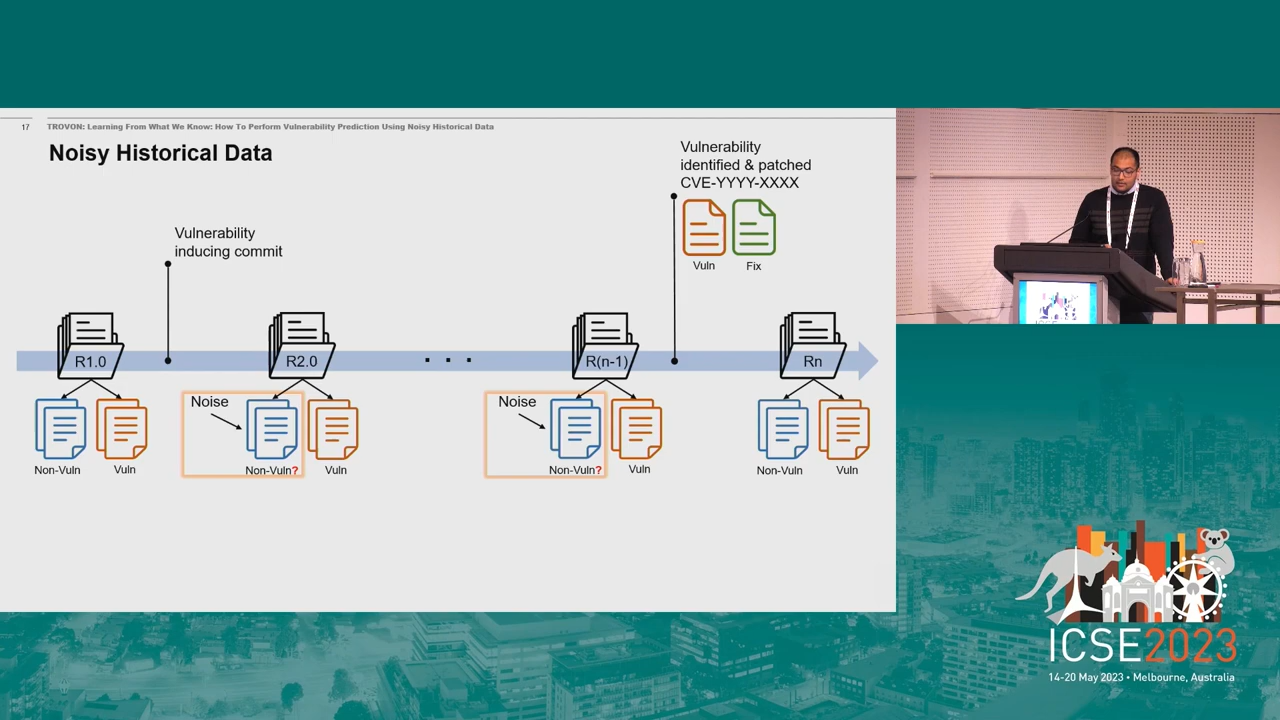 17
TROVON: Learning From What We Know: How To Perform Vulnerability Prediction Using Noisy Historical Data
Noisy Historical Data
Vulnerability
identified & patched
CVE-YYYY-XXXX
Vuln
Fix
Vulnerability
inducing commit
R1.0
R2.0
. . .
R(n-1)
Rn
Noise
Noise
Non-Vuln
Vuln
Non-Vuln?
Vuln
Non-Vuln?
Vuln
Non-Vuln
Vuln
ICSE
ICSE2023
14-20 May 2023 • Melbourne, Australia